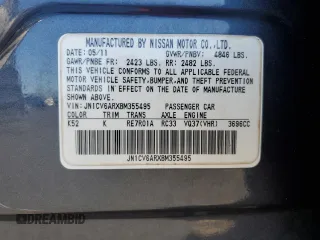 MANUFACTURED BY NISSAN MOTOR CO., LTD.
DATE: 05/11 GVWR/PNBV: 4846 LBS.
GAWR/PNBE FR: 2423 LBS. RR: 2482 LBS.
THIS VEHICLE CONFORMS TO ALL APPLICABLE FEDERAL
MOTOR VEHICLE SAFETY, BUMPER, AND THEFT PREVENTION
STANDARDS IN EFFECT ON THE DATE OF MANUFACTURE
SHOWN ABOVE.
VIN: JN1CV6ARXBM355495 PASSENGER CAR
COLOR TRIM TRANS AXLE ENGINE
K52 K RE7R01A RC33 VQ37(VHR) 3696CC
JN1CV6ARXBM355495
AUTOBIDMASTER